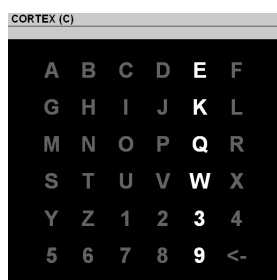 CORTEX (C)
A B C D E F
G H I J K L
M N O P Q R
S T U V W X
Y Z 1 2 3 4
5 6 7 8 9 <-